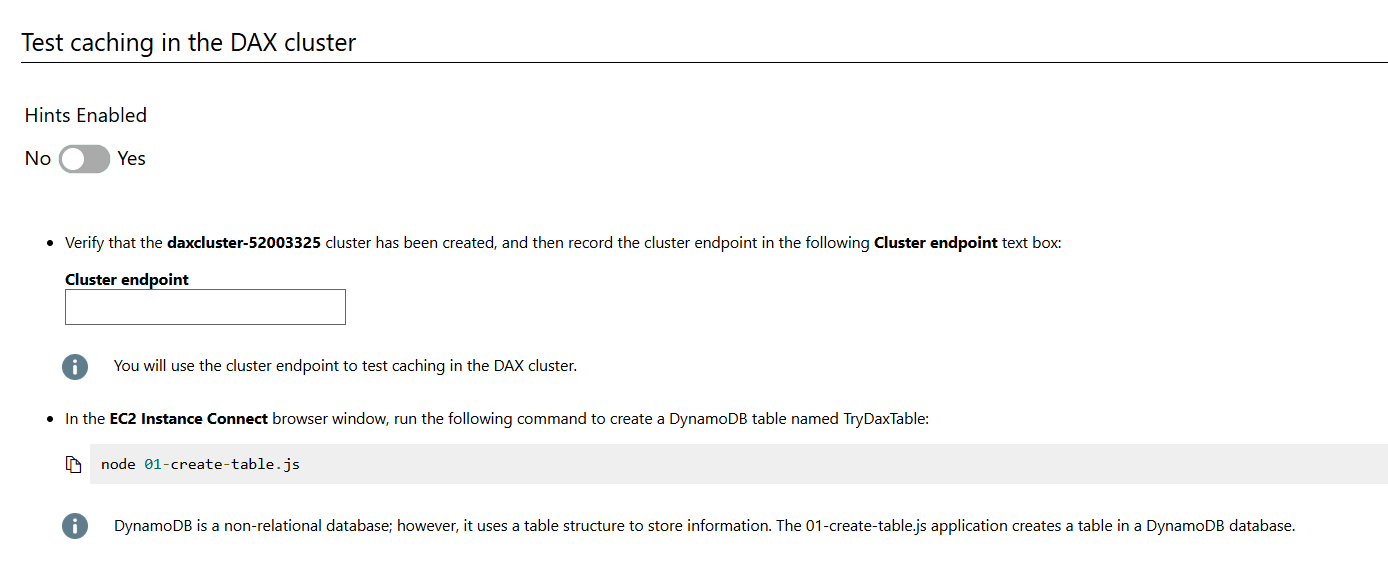 Test caching in the DAX cluster
Hints Enabled
No Yes
• Verify that the daxcluster-52003325 cluster has been created, and then record the cluster endpoint in the following Cluster endpoint text box:
Cluster endpoint
You will use the cluster endpoint to test caching in the DAX cluster.
• In the EC2 Instance Connect browser window, run the following command to create a DynamoDB table named TryDaxTable:
node 01-create-table.js
DynamoDB is a non-relational database; however, it uses a table structure to store information. The 01-create-table.js application creates a table in a DynamoDB database.